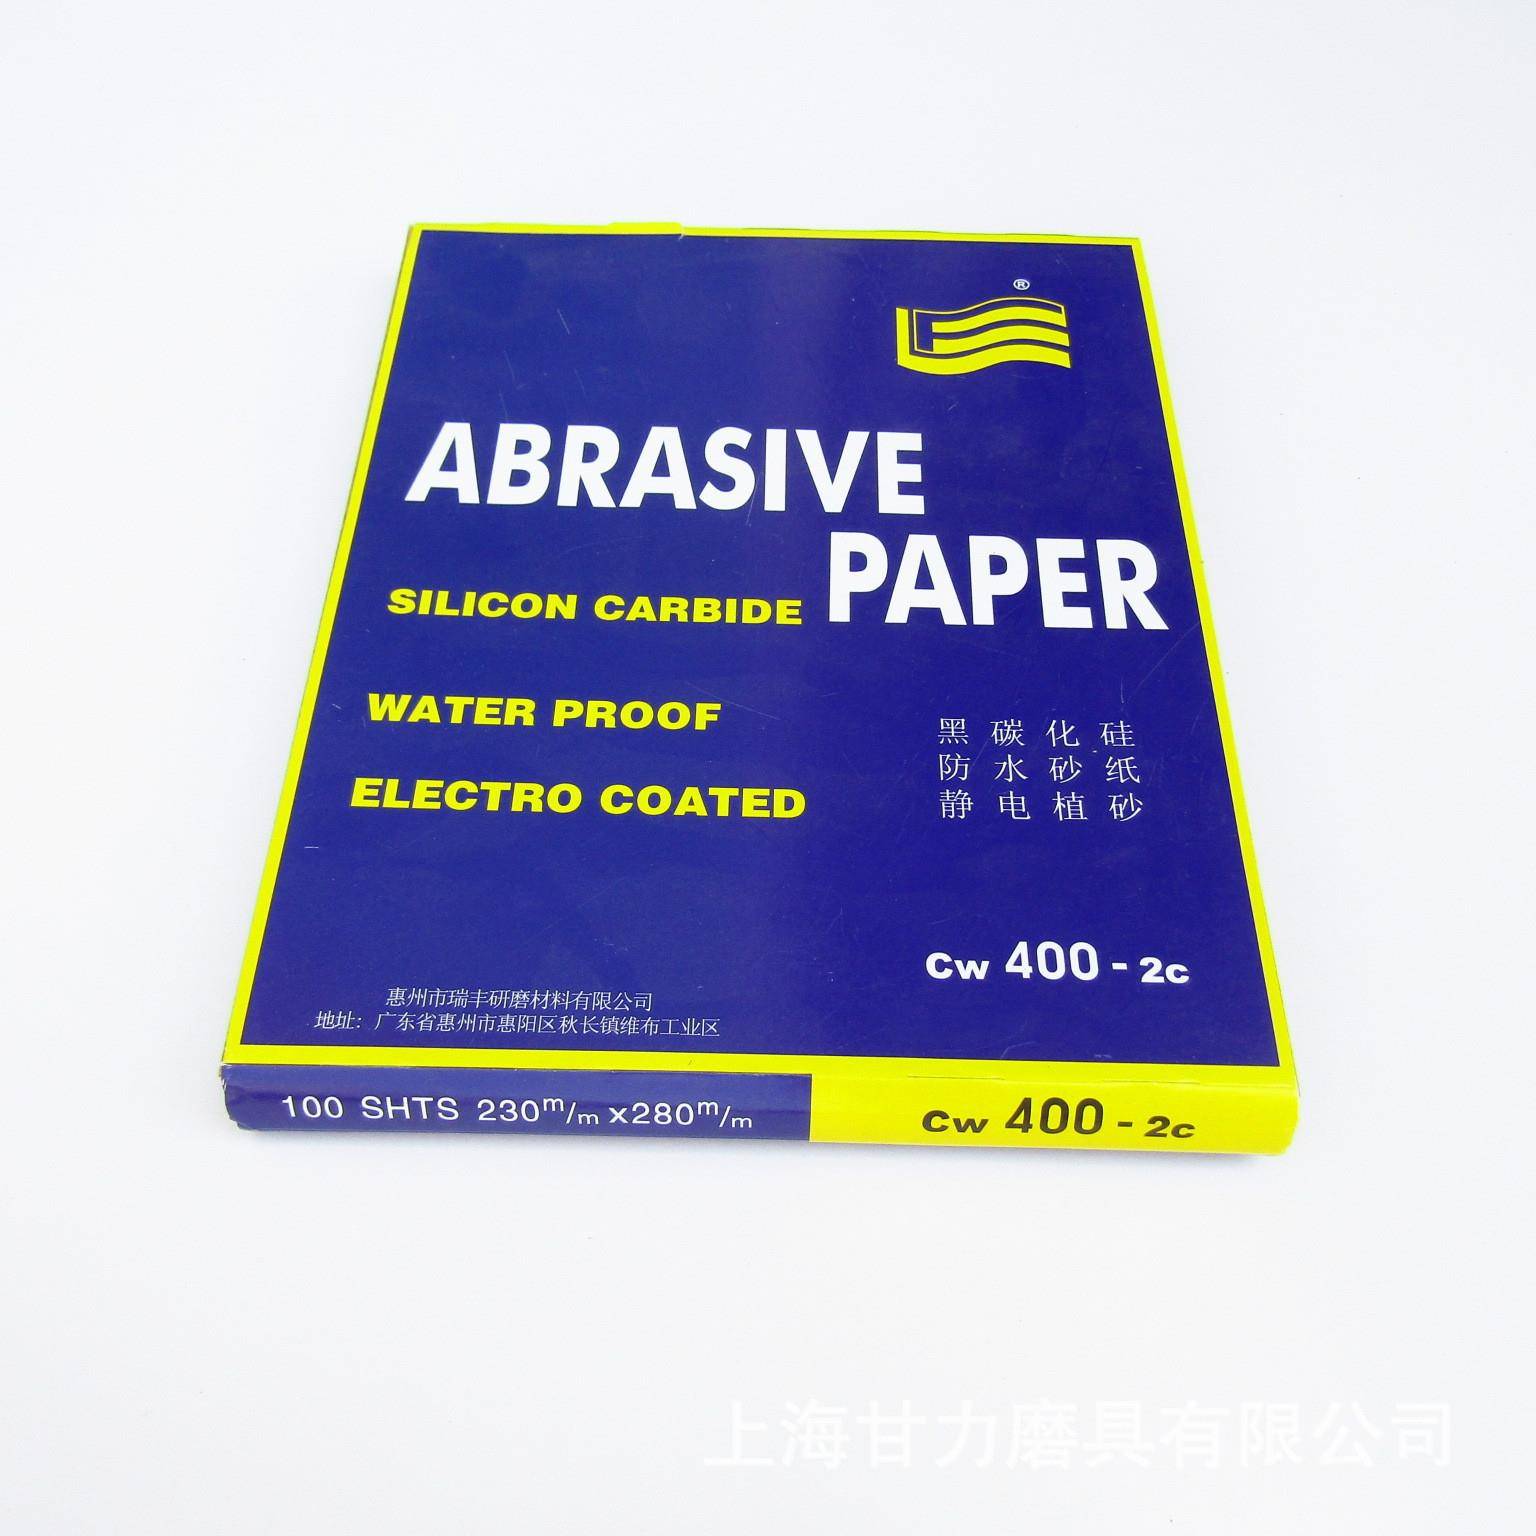 ®
ABRASIVE
PAPER
SILICON CARBIDE
WATER PROOF
ELECTRO COATED
黑碳化硅
防水砂纸
静电植砂
Cw 400 - 2c
惠州市瑞丰研磨材料有限公司
地址：广东省惠州市惠阳区秋长镇维布工业区
100 SHTS 230m/m x280m/m
Cw 400 - 2c
上海甘力磨具有限公司